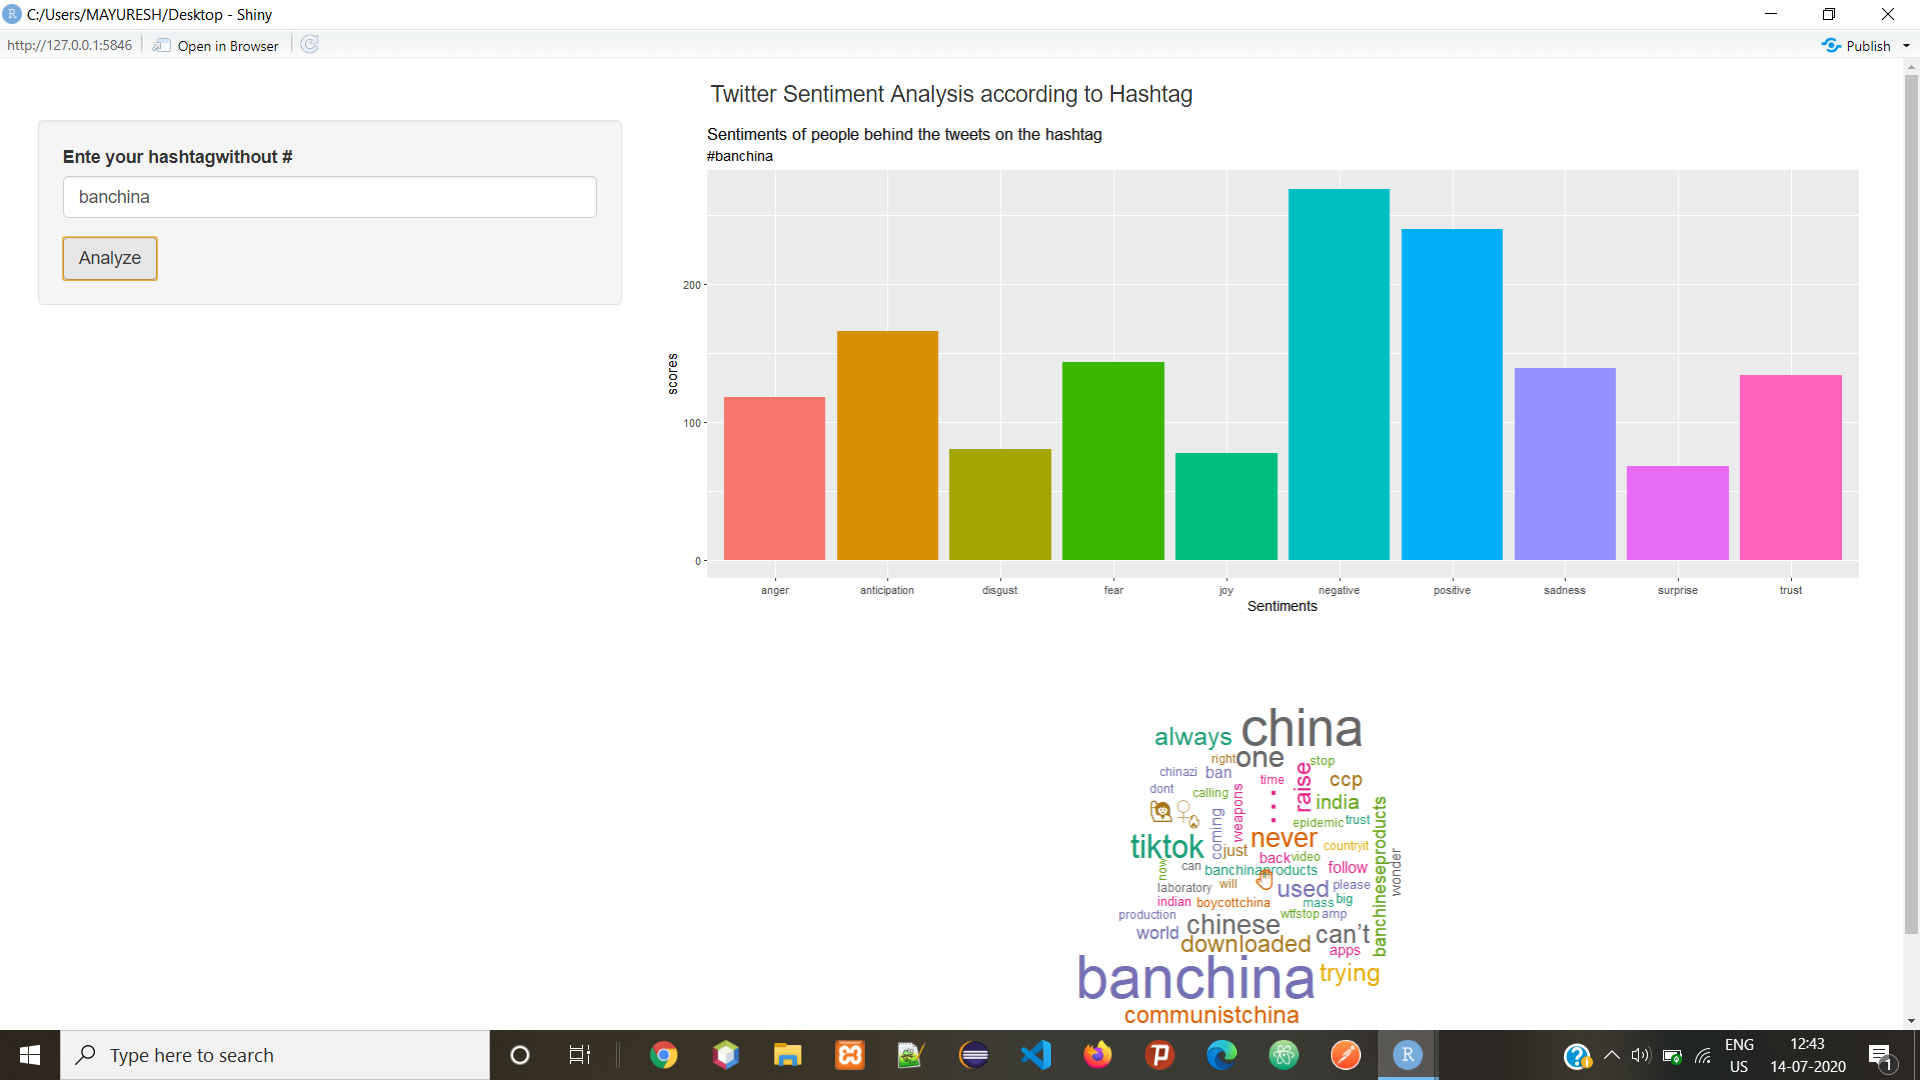 C:/Users/MAYURESH/Desktop - Shiny
http://127.0.0.1:5846 Open in Browser Publish
Twitter Sentiment Analysis according to Hashtag
Ente your hashtagwithout #
banchina
Analyze
Sentiments of people behind the tweets on the hashtag
#banchina
scores
200
100
0
anger anticipation disgust fear joy negative positive sadness surprise trust
Sentiments
china
always
right one stop
chinazi ban time raise ccp
dont calling weapons india
coming epidemic trust
tiktok just never countryit
back video
now can banchinaproducts follow
banchineseproducts wonder
laboratory will used please
indian boycottchina mass big
production wtfstop amp
world chinese can't
downloaded apps
banchina trying
communistchina
Type here to search
ENG
US
12:43
14-07-2020
1